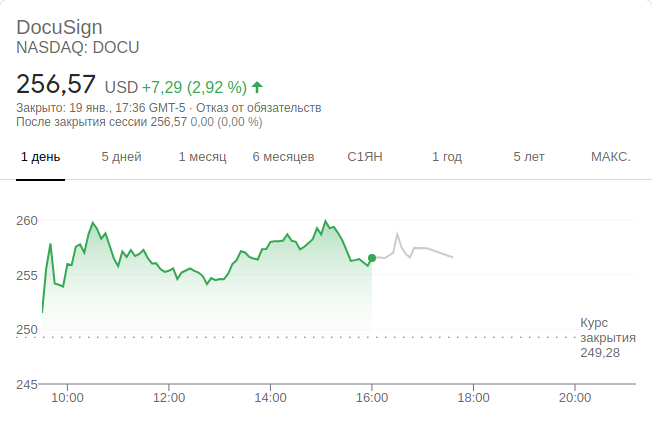 DocuSign
NASDAQ: DOCU
256,57 USD +7,29 (2,92 %)
Закрыто: 19 янв., 17:36 GMT-5 · Отказ от обязательств
После закрытия сессии 256,57 0,00 (0,00 %)
1 день 5 дней 1 месяц 6 месяцев С1ЯН 1 год 5 лет МАКС.
260
255
250
Курс
закрытия
249,28
245
10:00 12:00 14:00 16:00 18:00 20:00